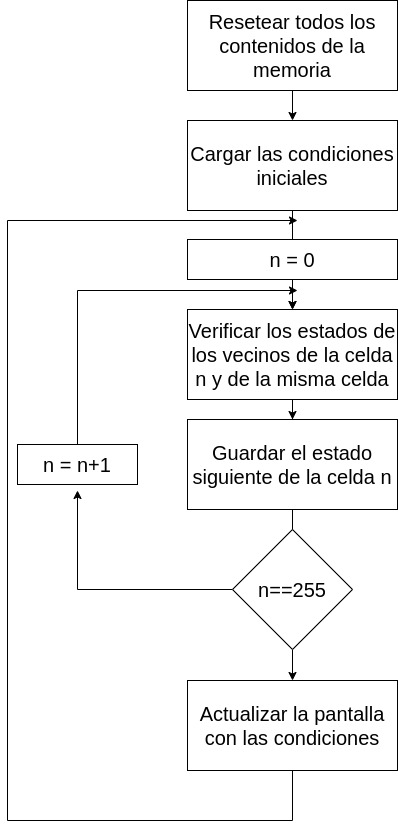 Resetear todos los
contenidos de la
memoria
Cargar las condiciones
iniciales
n = 0
Verificar los estados de
los vecinos de la celda
n y de la misma celda
n = n+1
Guardar el estado
siguiente de la celda n
n==255
Actualizar la pantalla
con las condiciones